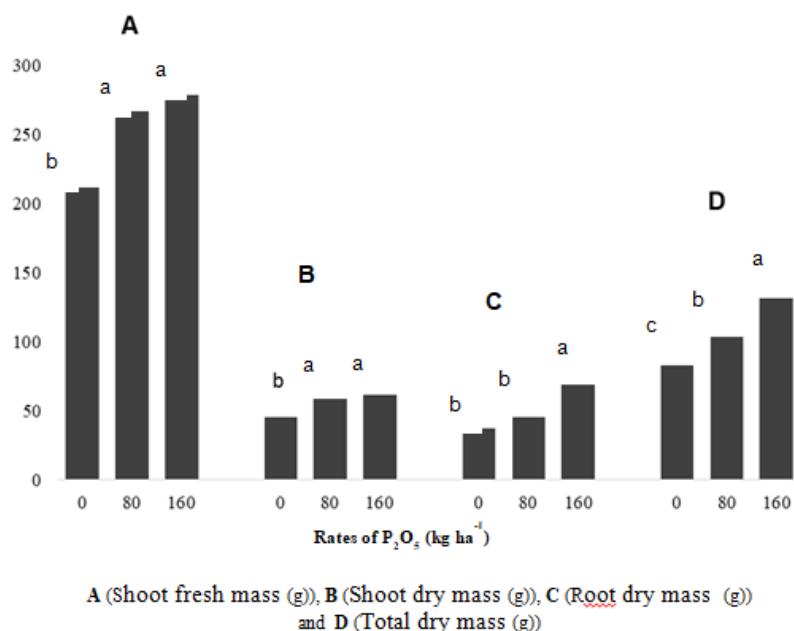 A
300
a
a
250
b
200
D
150
B
a
C
b
100
c
a
a
a
b
b
50
b
0
0 80 160 0 80 160 0 80 160 0 80 160
Rates of P₂O₅ (kg ha⁻¹)
A (Shoot fresh mass (g)), B (Shoot dry mass (g)), C (Root dry mass (g))
and D (Total dry mass (g))